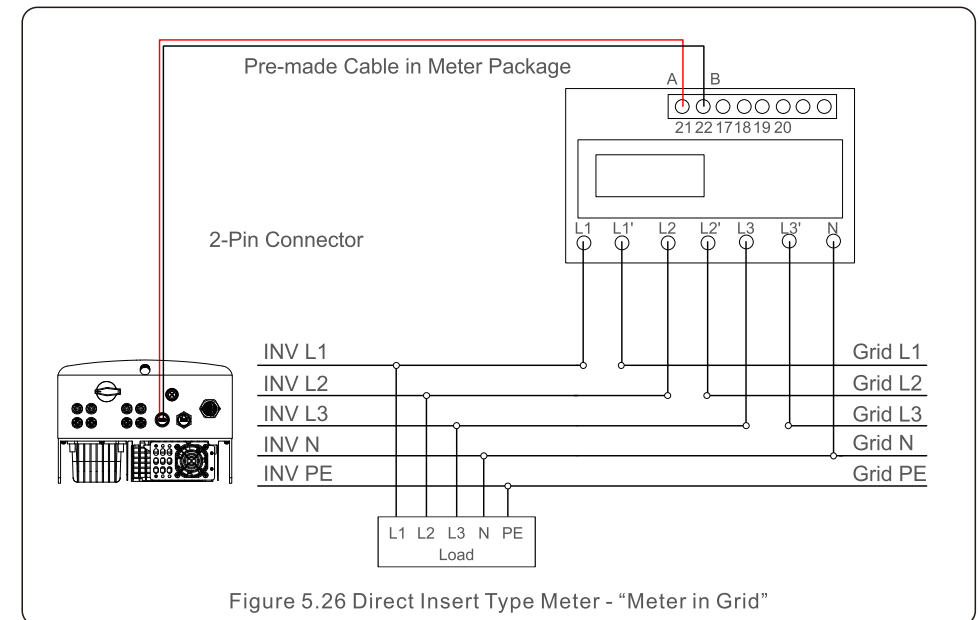 Pre-made Cable in Meter Package
A B
21 22 17 18 19 20
2-Pin Connector
L1 L1' L2 L2' L3 L3' N
INV L1 Grid L1
INV L2 Grid L2
INV L3 Grid L3
INV N Grid N
INV PE Grid PE
L1 L2 L3 N PE
Load
Figure 5.26 Direct Insert Type Meter - “Meter in Grid”